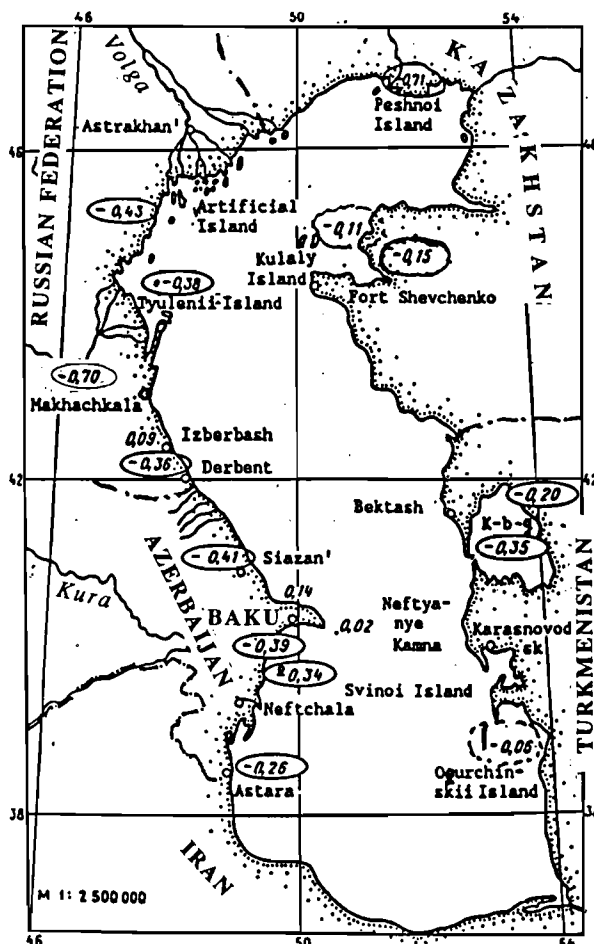 46
50
54
RUSSIAN FEDERATION
Volga
KAZAKHSTAN
0,71
Peshnoi
Island
Astrakhan'
-0,43
Artificial
Island
-0,11
-0,15
Kulaly
Island
-0,38
Tyulenii-Island
Fort Shevchenko
-0,70
Makhachkala
0,09
Izberbash
-0,36
Derbent
42
42
-0,20
Bektash
K-b-g
-0,35
-0,41
Siazan'
AZERBAIJAN
Kura
0,14
BAKU
0,02
Neftya-
nye
Kamna
Karasnovod
sk
-0,39
0,34
Svinoi Island
TURKMENISTAN
Neftchala
-0,06
-0,26
Astara
Ogurchin-
skii Island
38
IRAN
M 1: 2 500 000
46
50
54